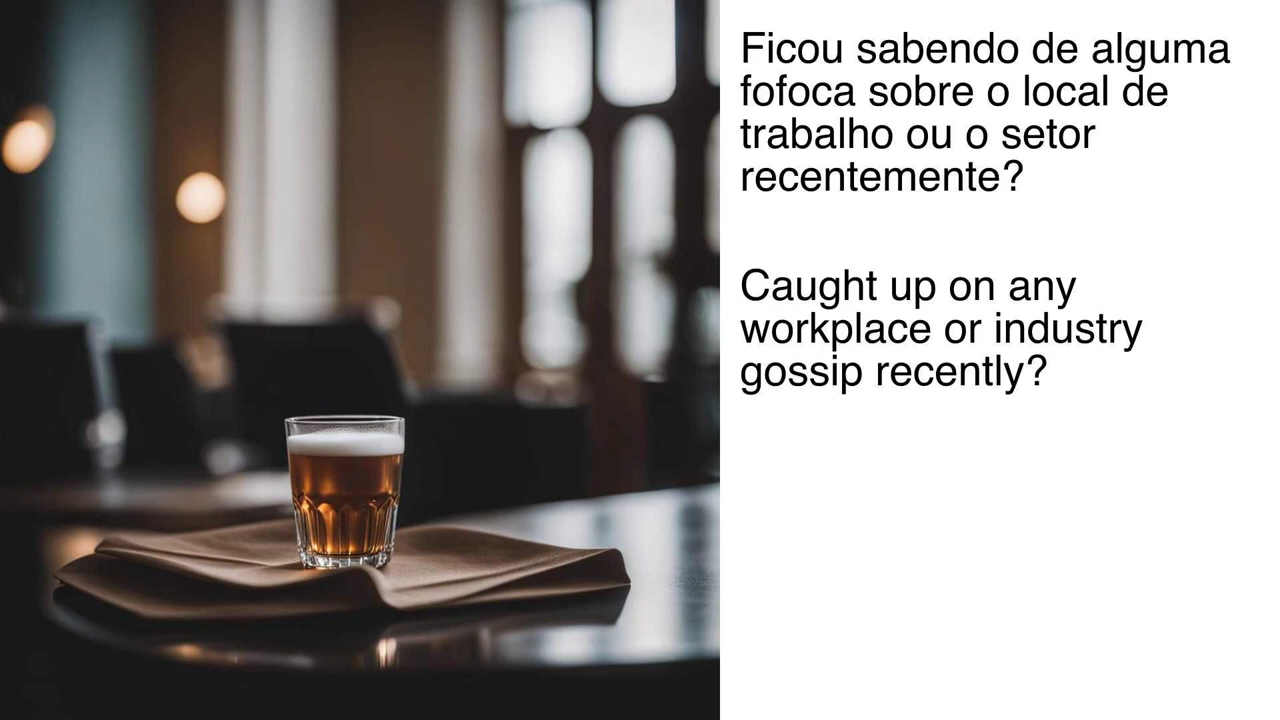 Ficou sabendo de alguma
fofoca sobre o local de
trabalho ou o setor
recentemente?
Caught up on any
workplace or industry
gossip recently?